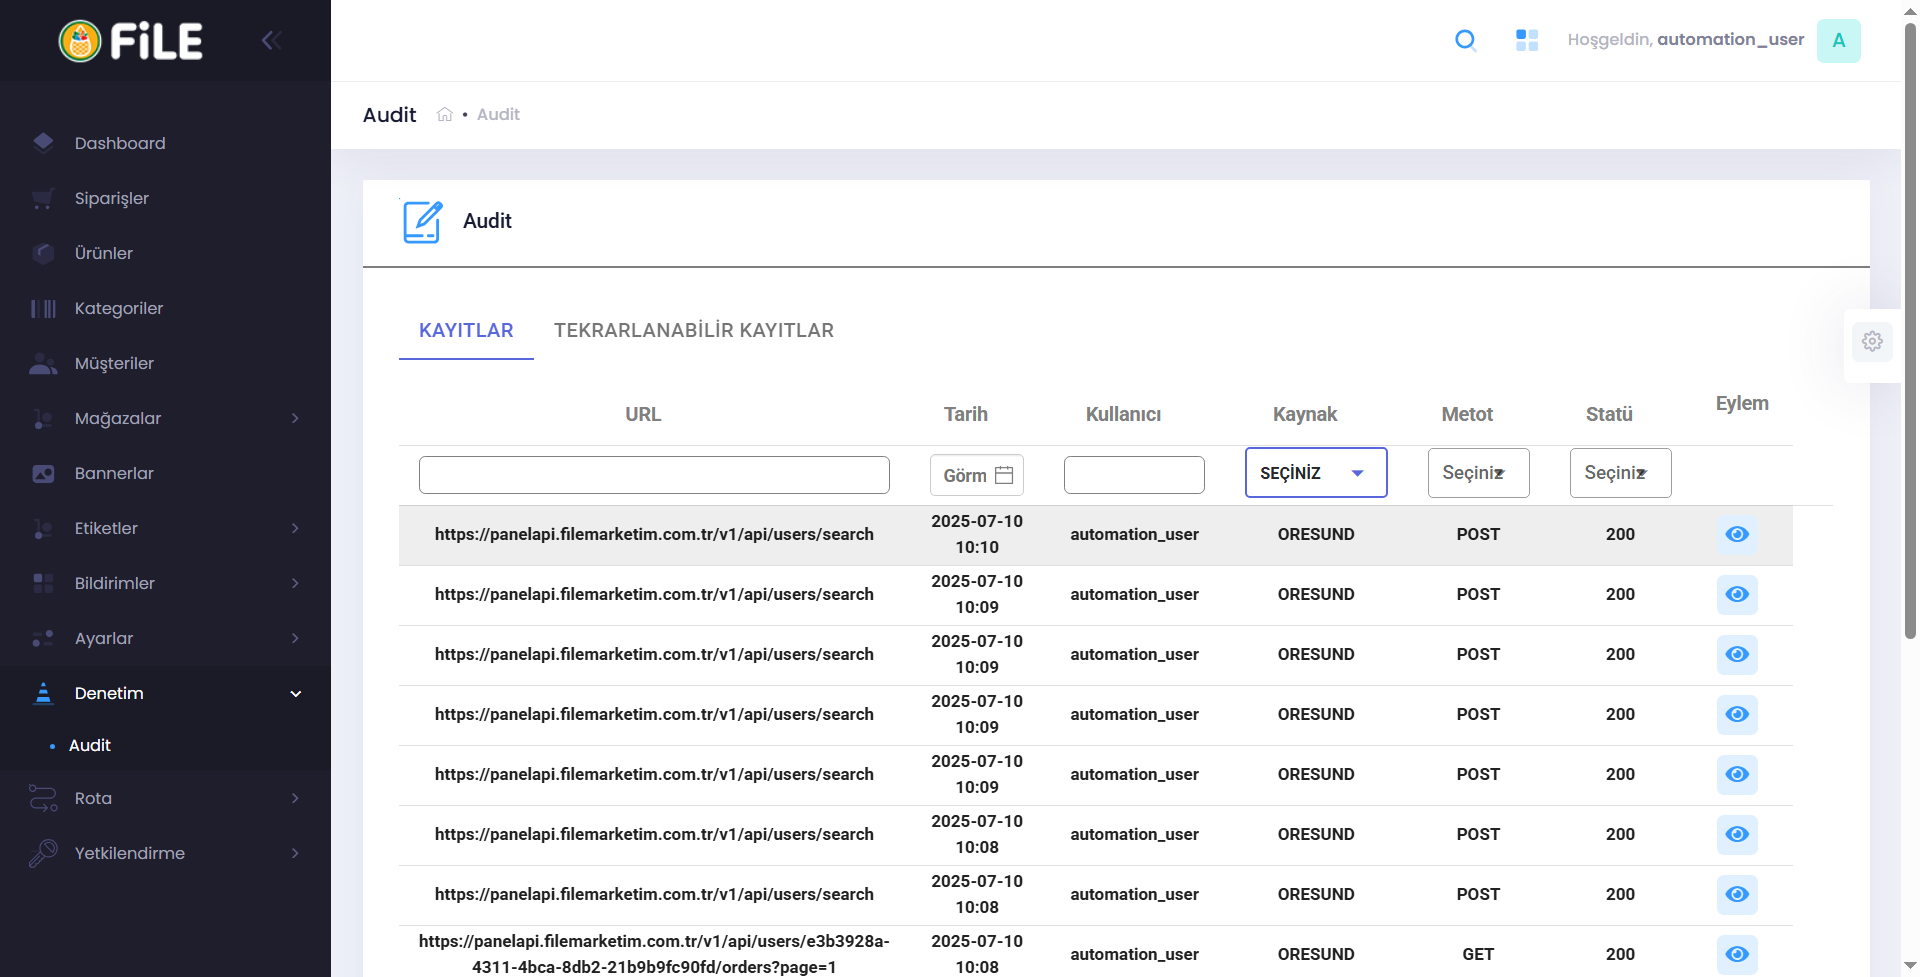 FiLE
Hoşgeldin, automation_user
A
Audit • Audit
Dashboard
Siparişler
Ürünler
Kategoriler
Müşteriler
Mağazalar
Bannerlar
Etiketler
Bildirimler
Ayarlar
Denetim
Audit
Rota
Yetkilendirme
Audit
KAYITLAR TEKRARLANABİLİR KAYITLAR
URL Tarih Kullanıcı Kaynak Metot Statü Eylem
Görm SEÇİNİZ Seçiniz Seçiniz
https://panelapi.filemarketim.com.tr/v1/api/users/search 2025-07-10 10:10 automation_user ORESUND POST 200
https://panelapi.filemarketim.com.tr/v1/api/users/search 2025-07-10 10:09 automation_user ORESUND POST 200
https://panelapi.filemarketim.com.tr/v1/api/users/search 2025-07-10 10:09 automation_user ORESUND POST 200
https://panelapi.filemarketim.com.tr/v1/api/users/search 2025-07-10 10:09 automation_user ORESUND POST 200
https://panelapi.filemarketim.com.tr/v1/api/users/search 2025-07-10 10:09 automation_user ORESUND POST 200
https://panelapi.filemarketim.com.tr/v1/api/users/search 2025-07-10 10:08 automation_user ORESUND POST 200
https://panelapi.filemarketim.com.tr/v1/api/users/search 2025-07-10 10:08 automation_user ORESUND POST 200
https://panelapi.filemarketim.com.tr/v1/api/users/e3b3928a-4311-4bca-8db2-21b9b9fc90fd/orders?page=1 2025-07-10 10:08 automation_user ORESUND GET 200